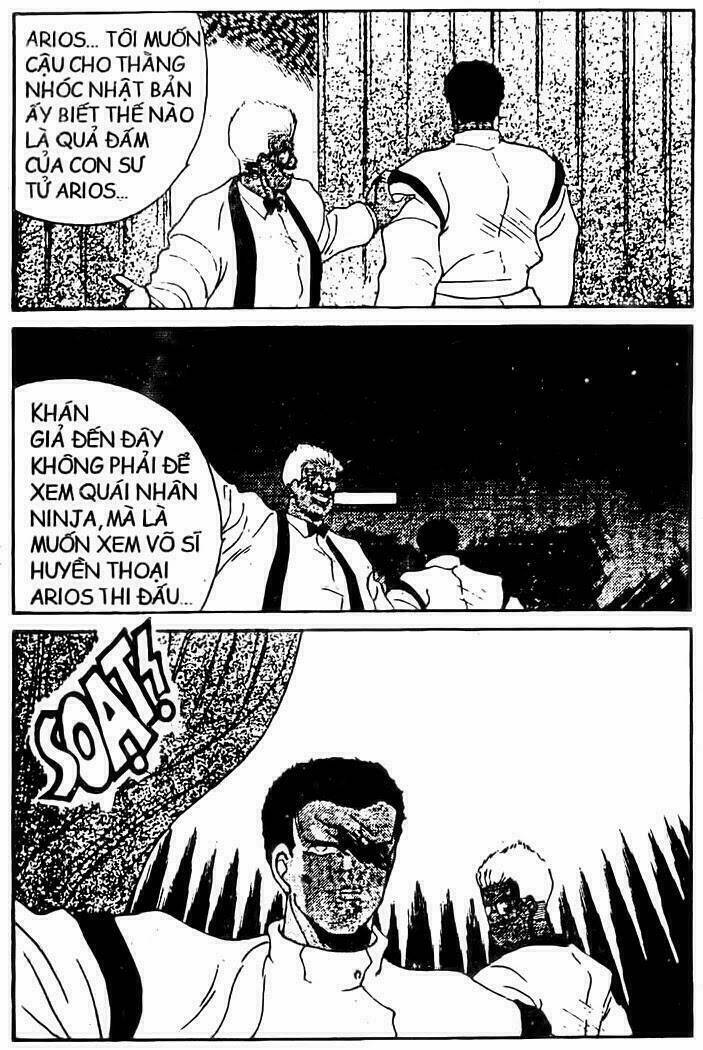 ARIOS... TÔI MUỐN
CẬU CHO THẰNG
NHÓC NHẬT BẢN
ẤY BIẾT THẾ NÀO
LÀ QUẢ ĐẤM
CỦA CON SƯ
TỬ ARIOS...
KHÁN
GIẢ ĐẾN ĐÂY
KHÔNG PHẢI ĐỂ
XEM QUÁI NHÂN
NINJA, MÀ LÀ
MUỐN XEM VÕ SĨ
HUYỀN THOẠI
ARIOS THI ĐẤU...
SOẠT!!